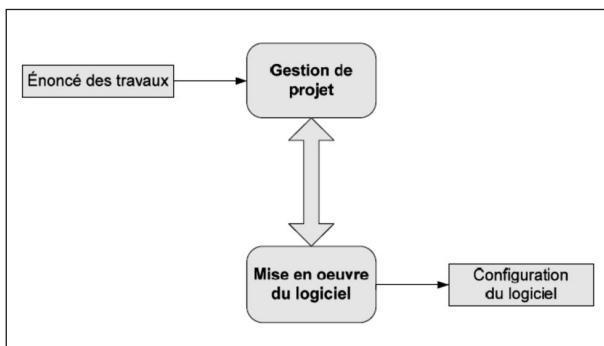 Énoncé des travaux
Gestion de
projet
Mise en oeuvre
du logiciel
Configuration
du logiciel